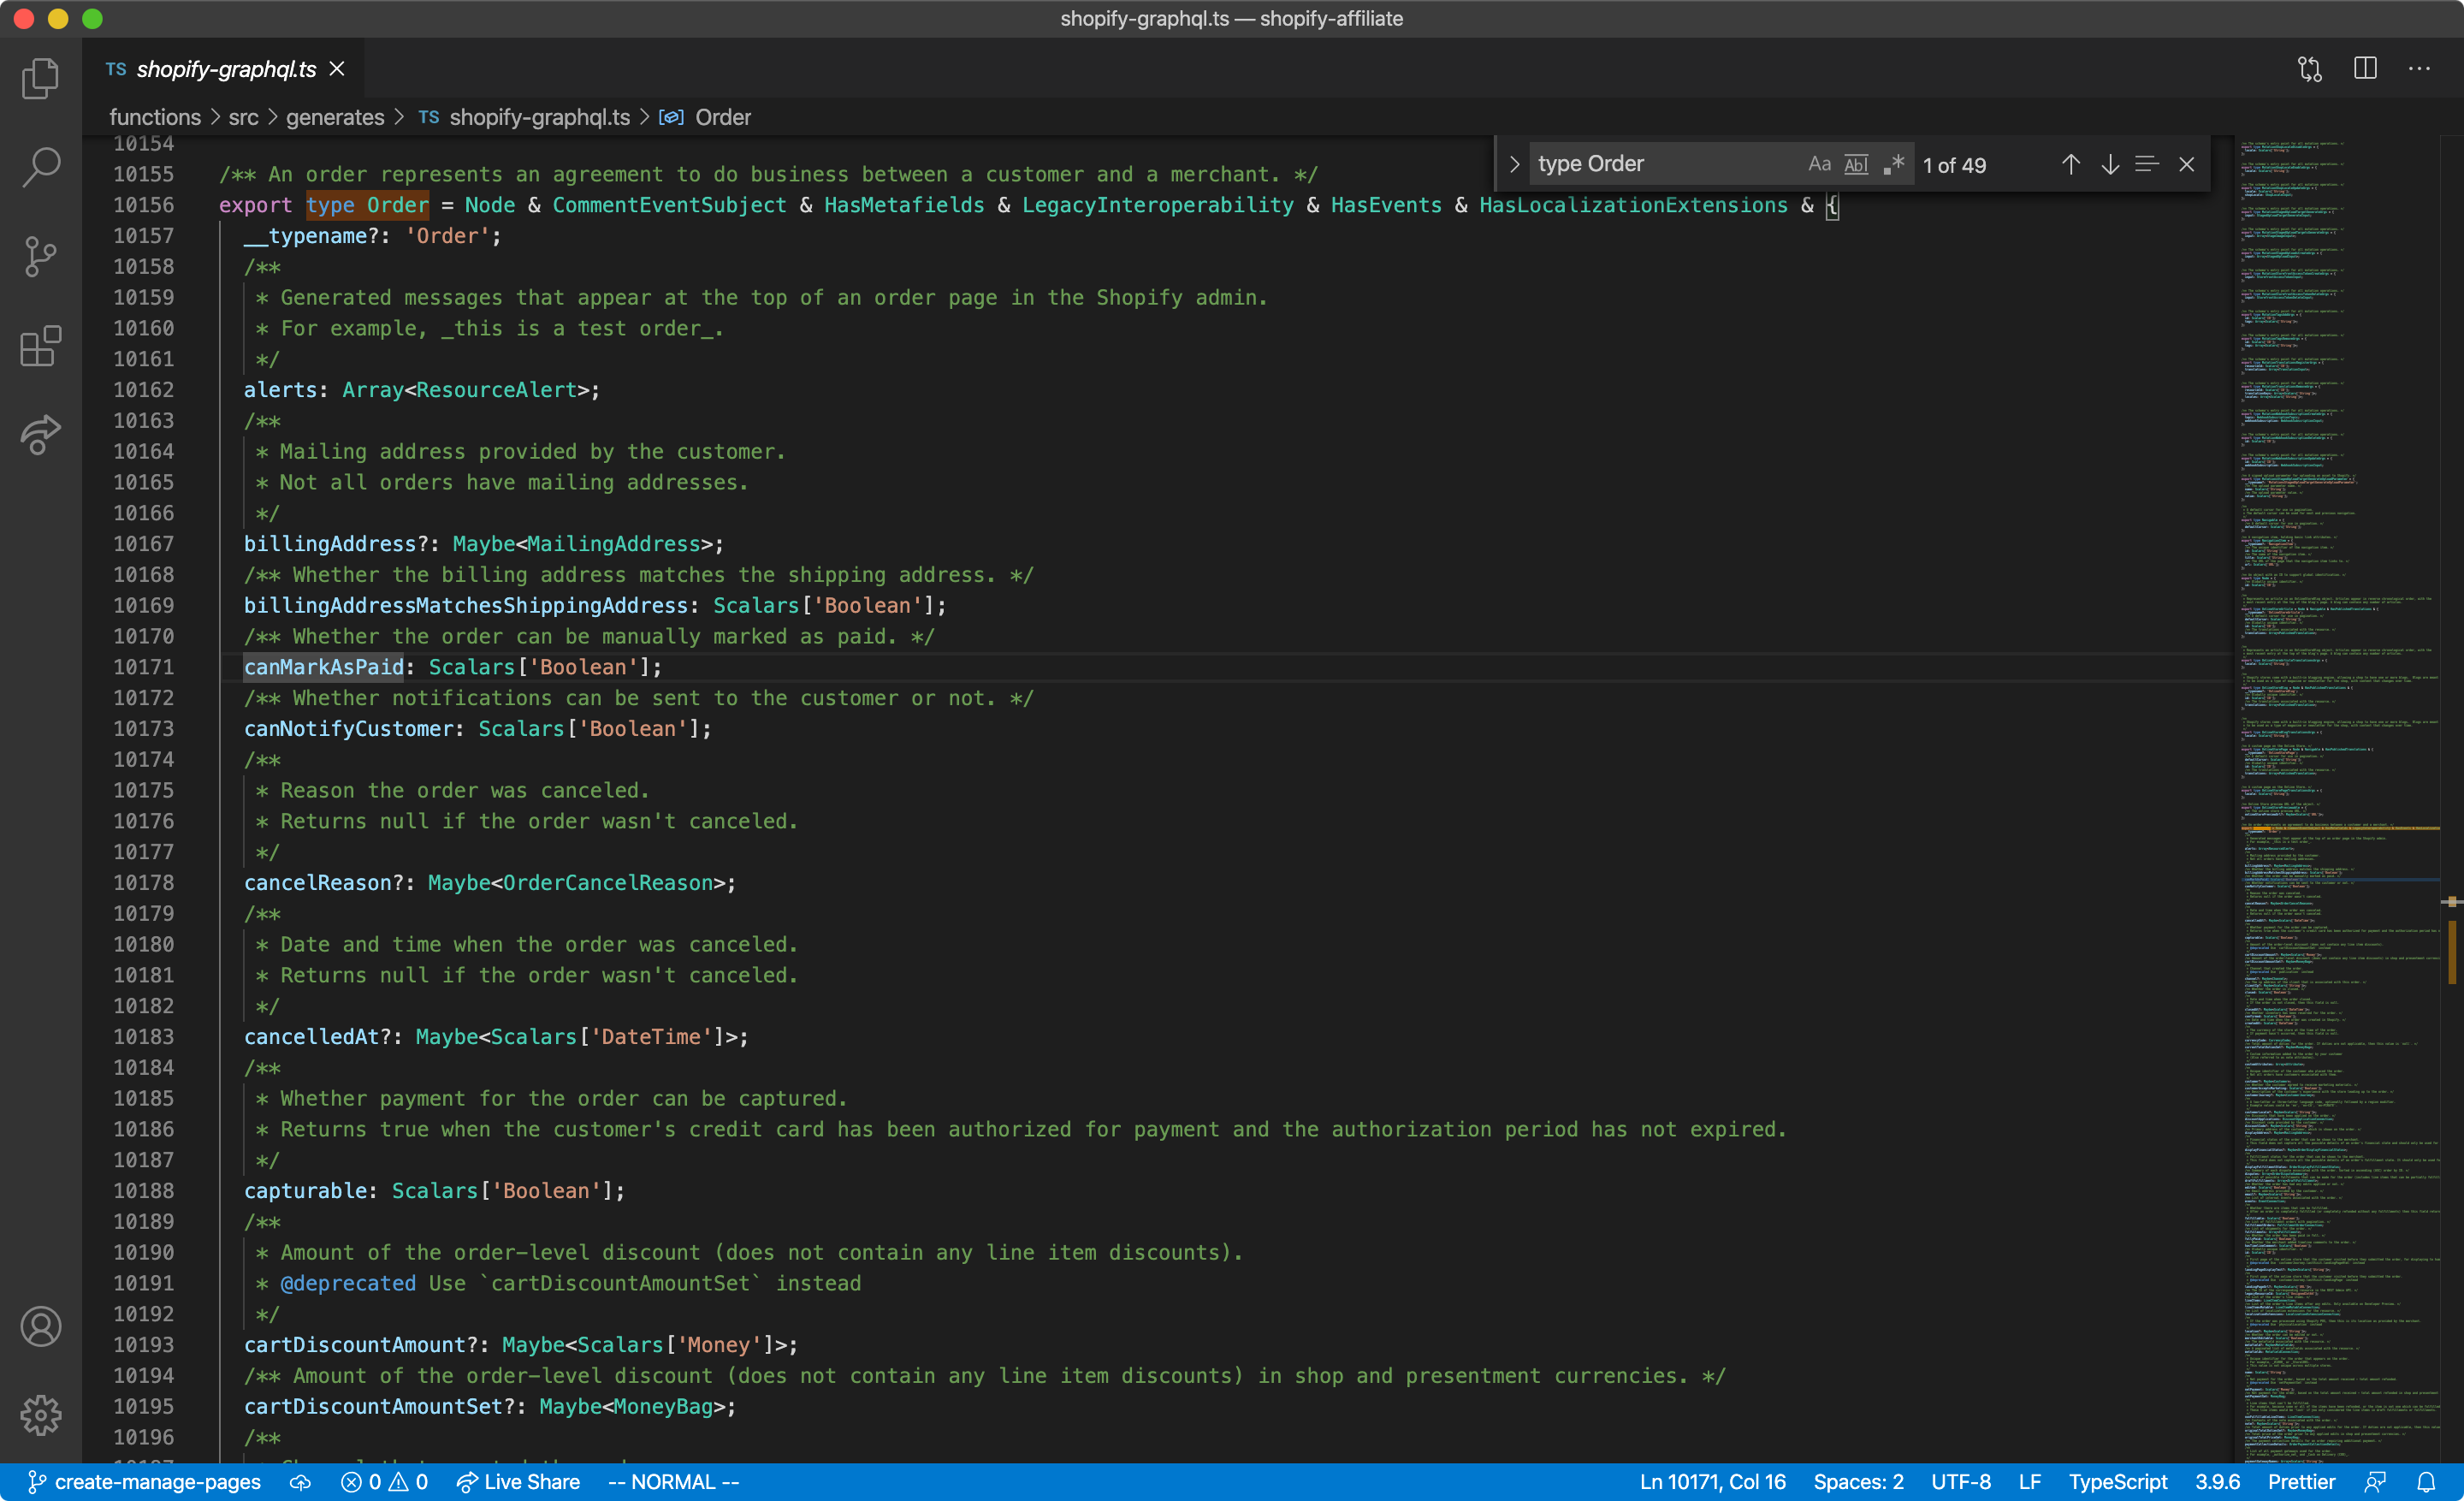 shopify-graphql.ts — shopify-affiliate
TS shopify-graphql.ts
functions > src > generates > TS shopify-graphql.ts > Order
type Order Aa Abl .* 1 of 49
10154
10155 /** An order represents an agreement to do business between a customer and a merchant. */
10156 export type Order = Node & CommentEventSubject & HasMetafields & LegacyInteroperability & HasEvents & HasLocalizationExtensions & {
10157 __typename?: 'Order';
10158 /**
10159 * Generated messages that appear at the top of an order page in the Shopify admin.
10160 * For example, _this is a test order_.
10161 */
10162 alerts: Array<ResourceAlert>;
10163 /**
10164 * Mailing address provided by the customer.
10165 * Not all orders have mailing addresses.
10166 */
10167 billingAddress?: Maybe<MailingAddress>;
10168 /** Whether the billing address matches the shipping address. */
10169 billingAddressMatchesShippingAddress: Scalars['Boolean'];
10170 /** Whether the order can be manually marked as paid. */
10171 canMarkAsPaid: Scalars['Boolean'];
10172 /** Whether notifications can be sent to the customer or not. */
10173 canNotifyCustomer: Scalars['Boolean'];
10174 /**
10175 * Reason the order was canceled.
10176 * Returns null if the order wasn't canceled.
10177 */
10178 cancelReason?: Maybe<OrderCancelReason>;
10179 /**
10180 * Date and time when the order was canceled.
10181 * Returns null if the order wasn't canceled.
10182 */
10183 cancelledAt?: Maybe<Scalars['DateTime']>;
10184 /**
10185 * Whether payment for the order can be captured.
10186 * Returns true when the customer's credit card has been authorized for payment and the authorization period has not expired.
10187 */
10188 capturable: Scalars['Boolean'];
10189 /**
10190 * Amount of the order-level discount (does not contain any line item discounts).
10191 * @deprecated Use `cartDiscountAmountSet` instead
10192 */
10193 cartDiscountAmount?: Maybe<Scalars['Money']>;
10194 /** Amount of the order-level discount (does not contain any line item discounts) in shop and presentment currencies. */
10195 cartDiscountAmountSet?: Maybe<MoneyBag>;
10196 /**
create-manage-pages 0 0 Live Share -- NORMAL -- Ln 10171, Col 16 Spaces: 2 UTF-8 LF TypeScript 3.9.6 Prettier